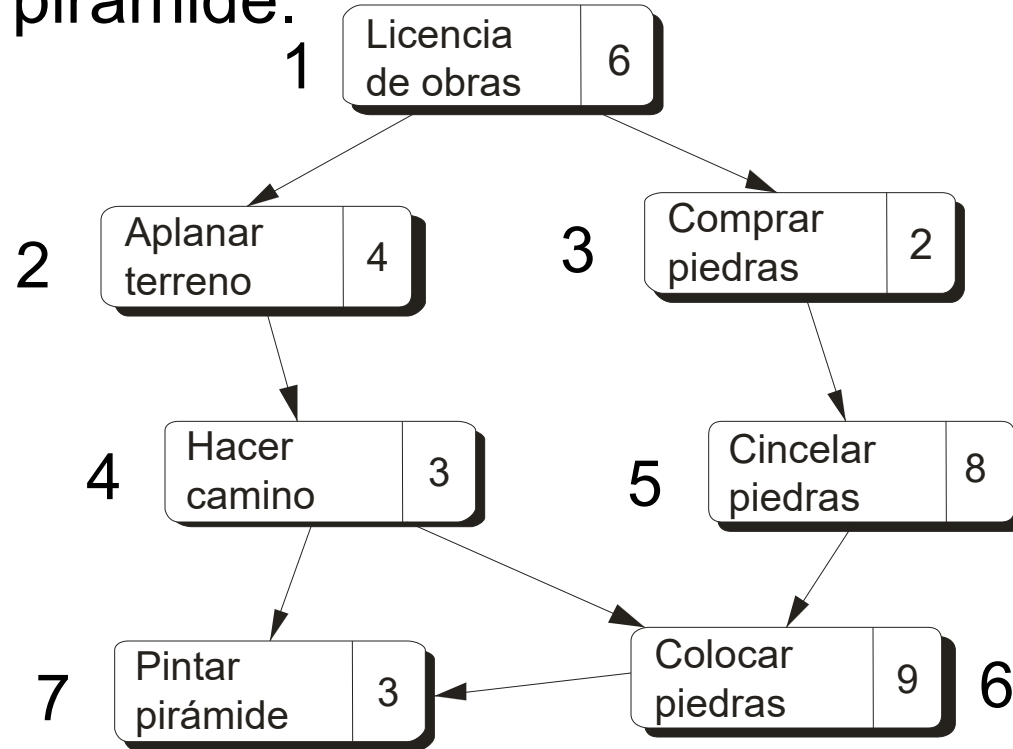 pirámide.
1
Licencia
de obras
6
2
Aplanar
terreno
4
3
Comprar
piedras
2
4
Hacer
camino
3
5
Cincelar
piedras
8
7
Pintar
pirámide
3
Colocar
piedras
9
6